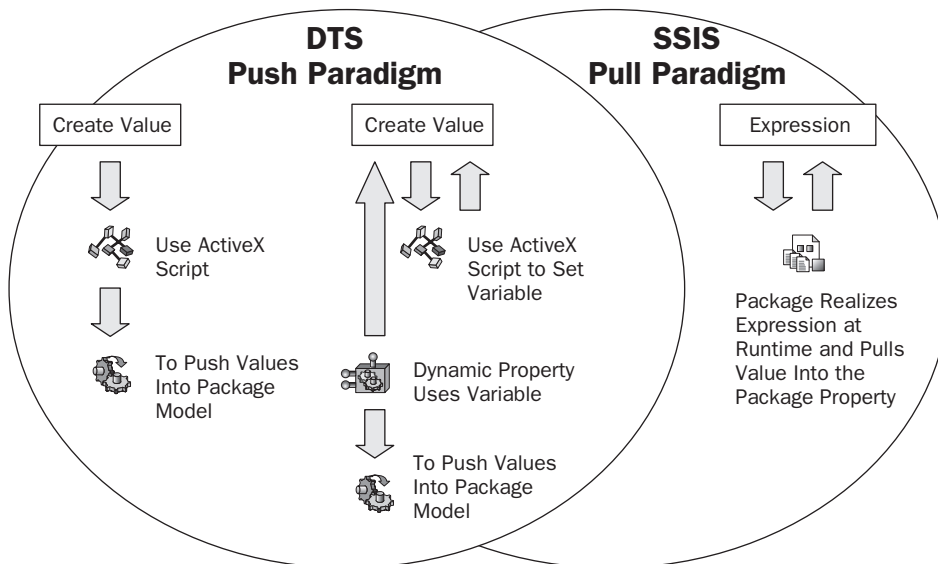 DTS
Push Paradigm
SSIS
Pull Paradigm
Create Value
Use ActiveX
Script
To Push Values
Into Package
Model
Create Value
Use ActiveX
Script to Set
Variable
Dynamic Property
Uses Variable
To Push Values
Into Package
Model
Expression
Package Realizes
Expression at
Runtime and Pulls
Value Into the
Package Property